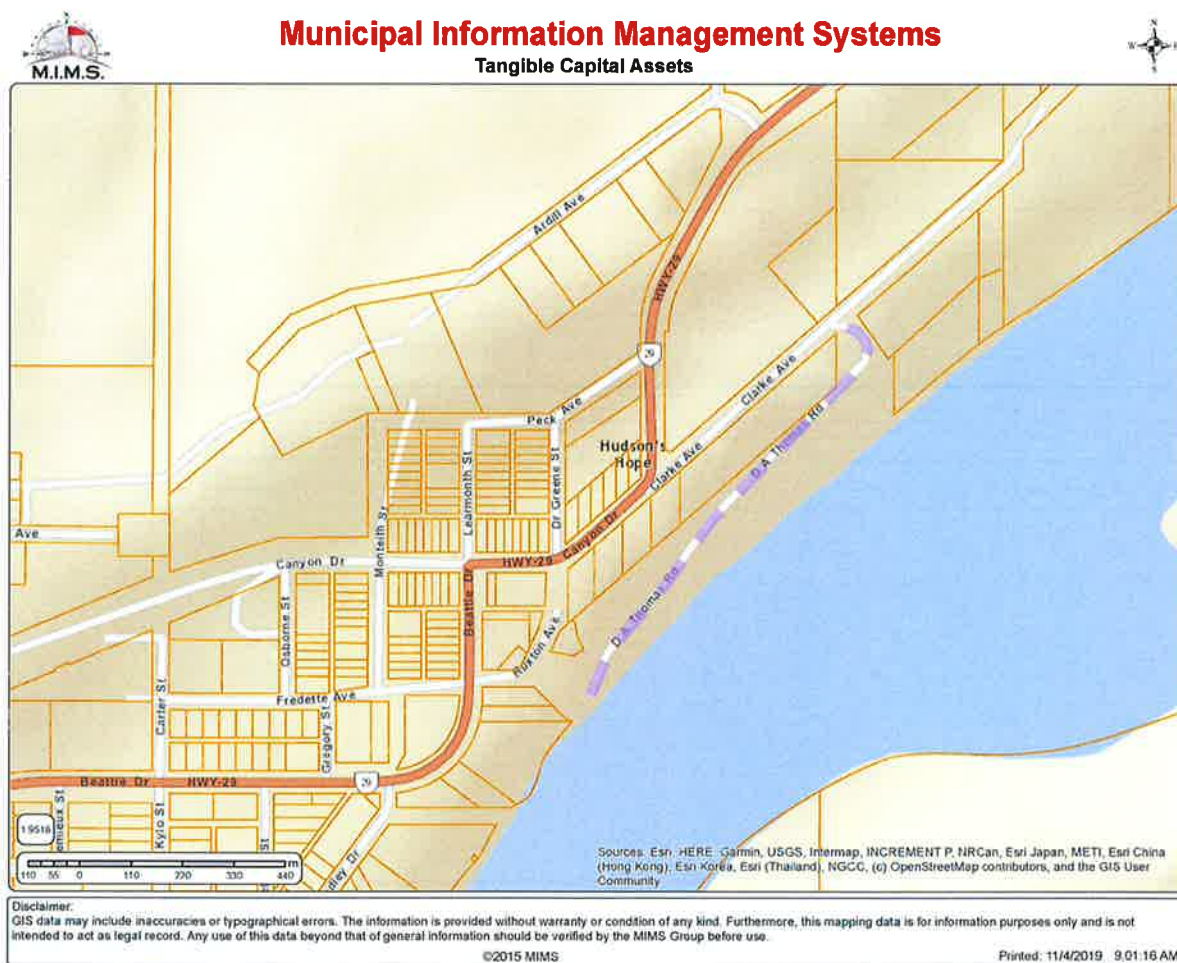 Municipal Information Management Systems
Tangible Capital Assets
M.I.M.S.
N
W
Ardill Ave
HWY-29
29
Clarke Ave
Peck Ave
Hudson's
Hope
Clarke Ave
D A Thomas Rd
Learmonth St
Dr Greene St
Ave
Monteith St
Canyon Dr
HWY-29
Canyon Dr
Beattie Dr
Osborne St
D A Thomas Rd
Ruxton Ave
Fredette Ave
Carter St
Gregory St
Beattie Dr
HWY-29
29
emieux St
Kylo St
St
dley Dr
1:9516
110 55 0 110 220 330 440 m
Sources: Esri, HERE, Garmin, USGS, Intermap, INCREMENT P, NRCan, Esri Japan, METI, Esri China
(Hong Kong), Esri Korea, Esri (Thailand), NGCC, (c) OpenStreetMap contributors, and the GIS User
Community
Disclaimer:
GIS data may include inaccuracies or typographical errors. The information is provided without warranty or condition of any kind. Furthermore, this mapping data is for information purposes only and is not
intended to act as legal record. Any use of this data beyond that of general information should be verified by the MIMS Group before use.
©2015 MIMS
Printed: 11/4/2019 9:01:16 AM